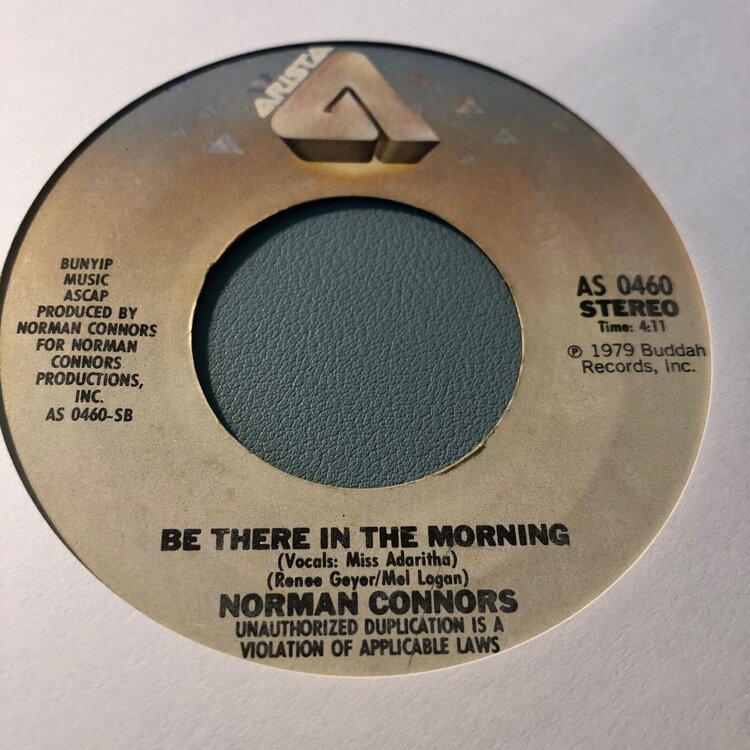 ARISTA
BUNYIP
MUSIC
ASCAP
PRODUCED BY
NORMAN CONNORS
FOR NORMAN
CONNORS
PRODUCTIONS,
INC.
AS 0460-SB
AS 0460
STEREO
Time: 4:11
℗ 1979 Buddah
Records, Inc.
BE THERE IN THE MORNING
(Vocals: Miss Adaritha)
(Renee Geyer/Mel Logan)
NORMAN CONNORS
UNAUTHORIZED DUPLICATION IS A
VIOLATION OF APPLICABLE LAWS